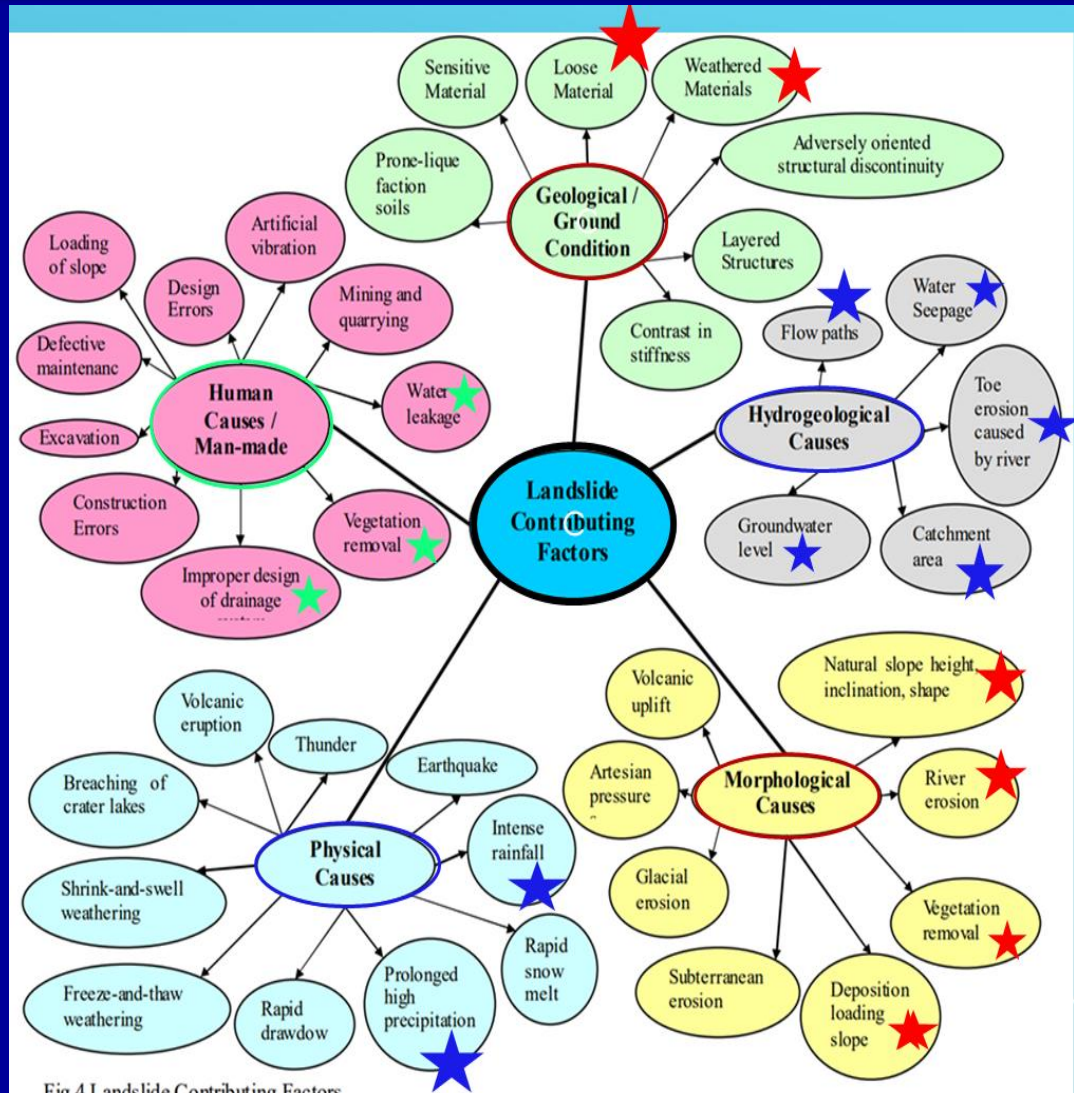 Sensitive
Material
Loose
Material
Weathered
Materials
Prone-lique
faction
soils
Adversely oriented
structural discontinuity
Geological /
Ground
Condition
Layered
Structures
Contrast in
stiffness
Loading
of slope
Artificial
vibration
Design
Errors
Mining and
quarrying
Defective
maintenanc
Human
Causes /
Man-made
Water
leakage
Excavation
Construction
Errors
Vegetation
removal
Improper design
of drainage
Flow paths
Water
Seepage
Hydrogeological
Causes
Toe
erosion
caused
by river
Groundwater
level
Catchment
area
Landslide
Contributing
Factors
Volcanic
eruption
Thunder
Earthquake
Breaching of
crater lakes
Physical
Causes
Intense
rainfall
Shrink-and-swell
weathering
Freeze-and-thaw
weathering
Rapid
drawdow
Prolonged
high
precipitation
Rapid
snow
melt
Volcanic
uplift
Natural slope height,
inclination, shape
Artesian
pressure
Morphological
Causes
River
erosion
Glacial
erosion
Vegetation
removal
Subterranean
erosion
Deposition
loading
slope
Fig 4 Landslide Contributing Factors